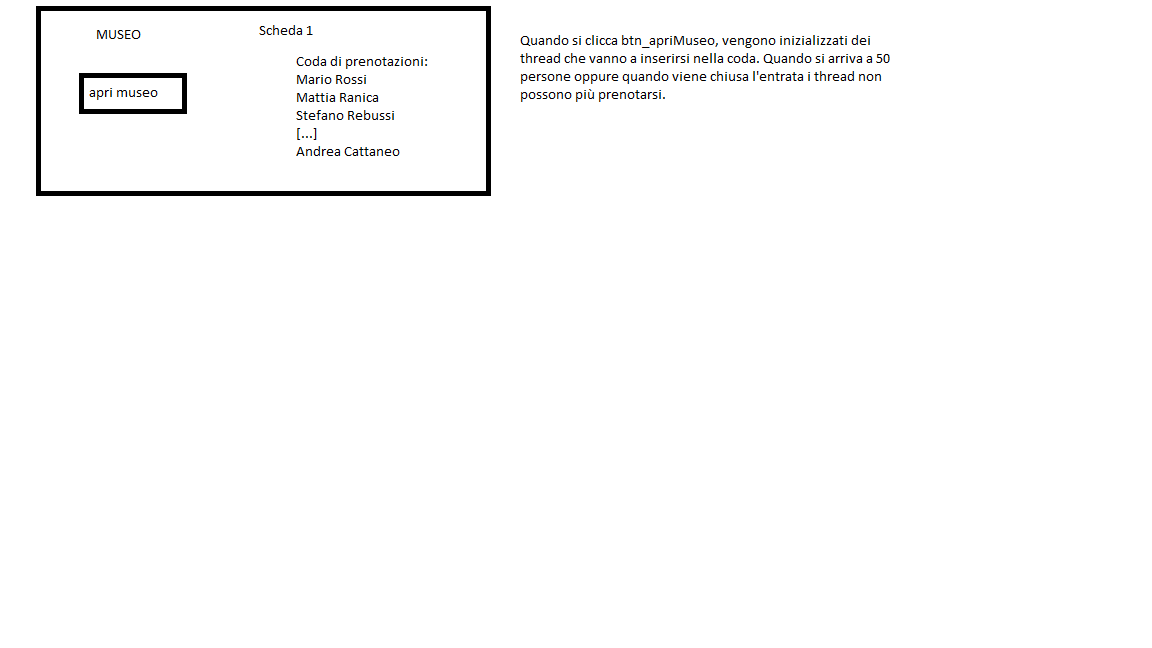 MUSEO
apri museo
Scheda 1
Coda di prenotazioni:
Mario Rossi
Mattia Ranica
Stefano Rebussi
[...]
Andrea Cattaneo
Quando si clicca btn_apriMuseo, vengono inizializzati dei
thread che vanno a inserirsi nella coda. Quando si arriva a 50
persone oppure quando viene chiusa l'entrata i thread non
possono più prenotarsi.